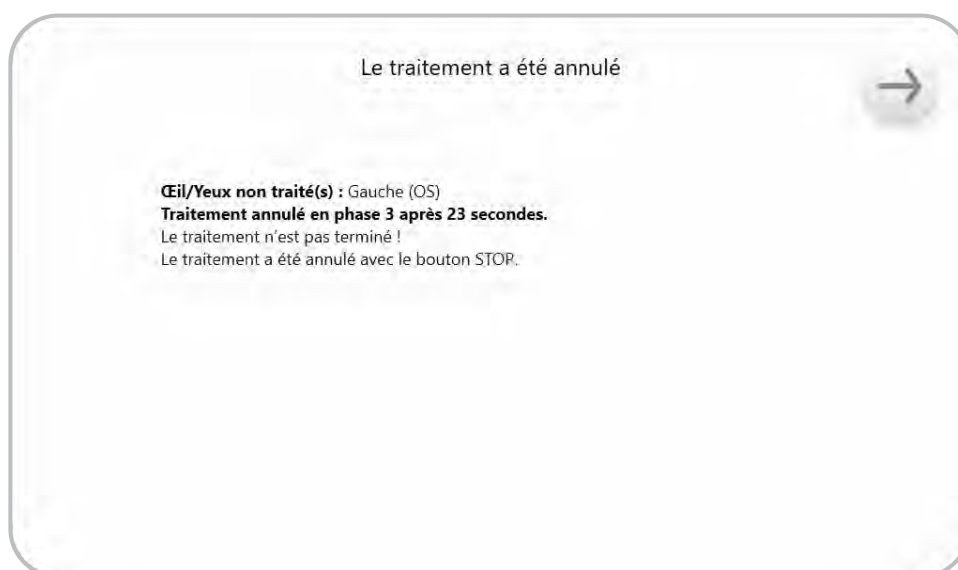 Le traitement a été annulé
Œil/Yeux non traité(s) : Gauche (OS)
Traitement annulé en phase 3 après 23 secondes.
Le traitement n'est pas terminé !
Le traitement a été annulé avec le bouton STOP.